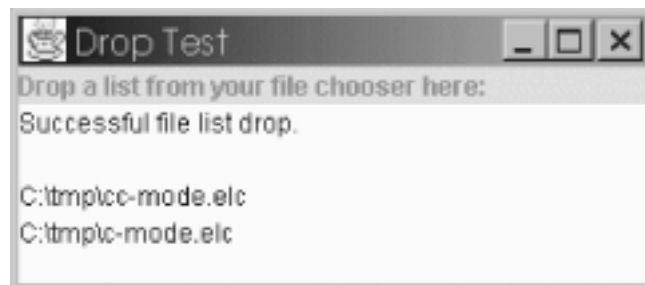 Drop Test
Drop a list from your file chooser here:
Successful file list drop.
C:\tmp\cc-mode.elc
C:\tmp\c-mode.elc